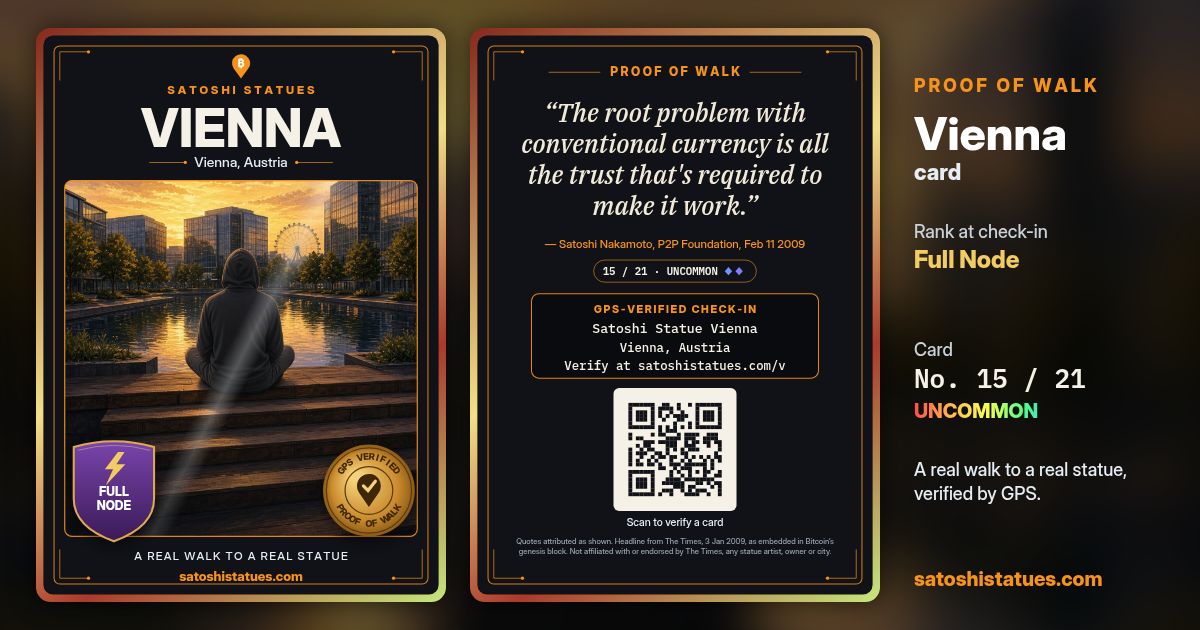 SATOSHI STATUES
VIENNA
Vienna, Austria
FULL
NODE
GPS VERIFIED
PROOF OF WALK
A REAL WALK TO A REAL STATUE
satoshistatues.com
PROOF OF WALK
“The root problem with
conventional currency is all
the trust that's required to
make it work.”
— Satoshi Nakamoto, P2P Foundation, Feb 11 2009
15 / 21 · UNCOMMON
GPS-VERIFIED CHECK-IN
Satoshi Statue Vienna
Vienna, Austria
Verify at satoshistatues.com/v
Scan to verify a card
Quotes attributed as shown. Headline from The Times, 3 Jan 2009, as embedded in Bitcoin's
genesis block. Not affiliated with or endorsed by The Times, any statue artist, owner or city.
PROOF OF WALK
Vienna
card
Rank at check-in
Full Node
Card
No. 15 / 21
UNCOMMON
A real walk to a real statue,
verified by GPS.
satoshistatues.com